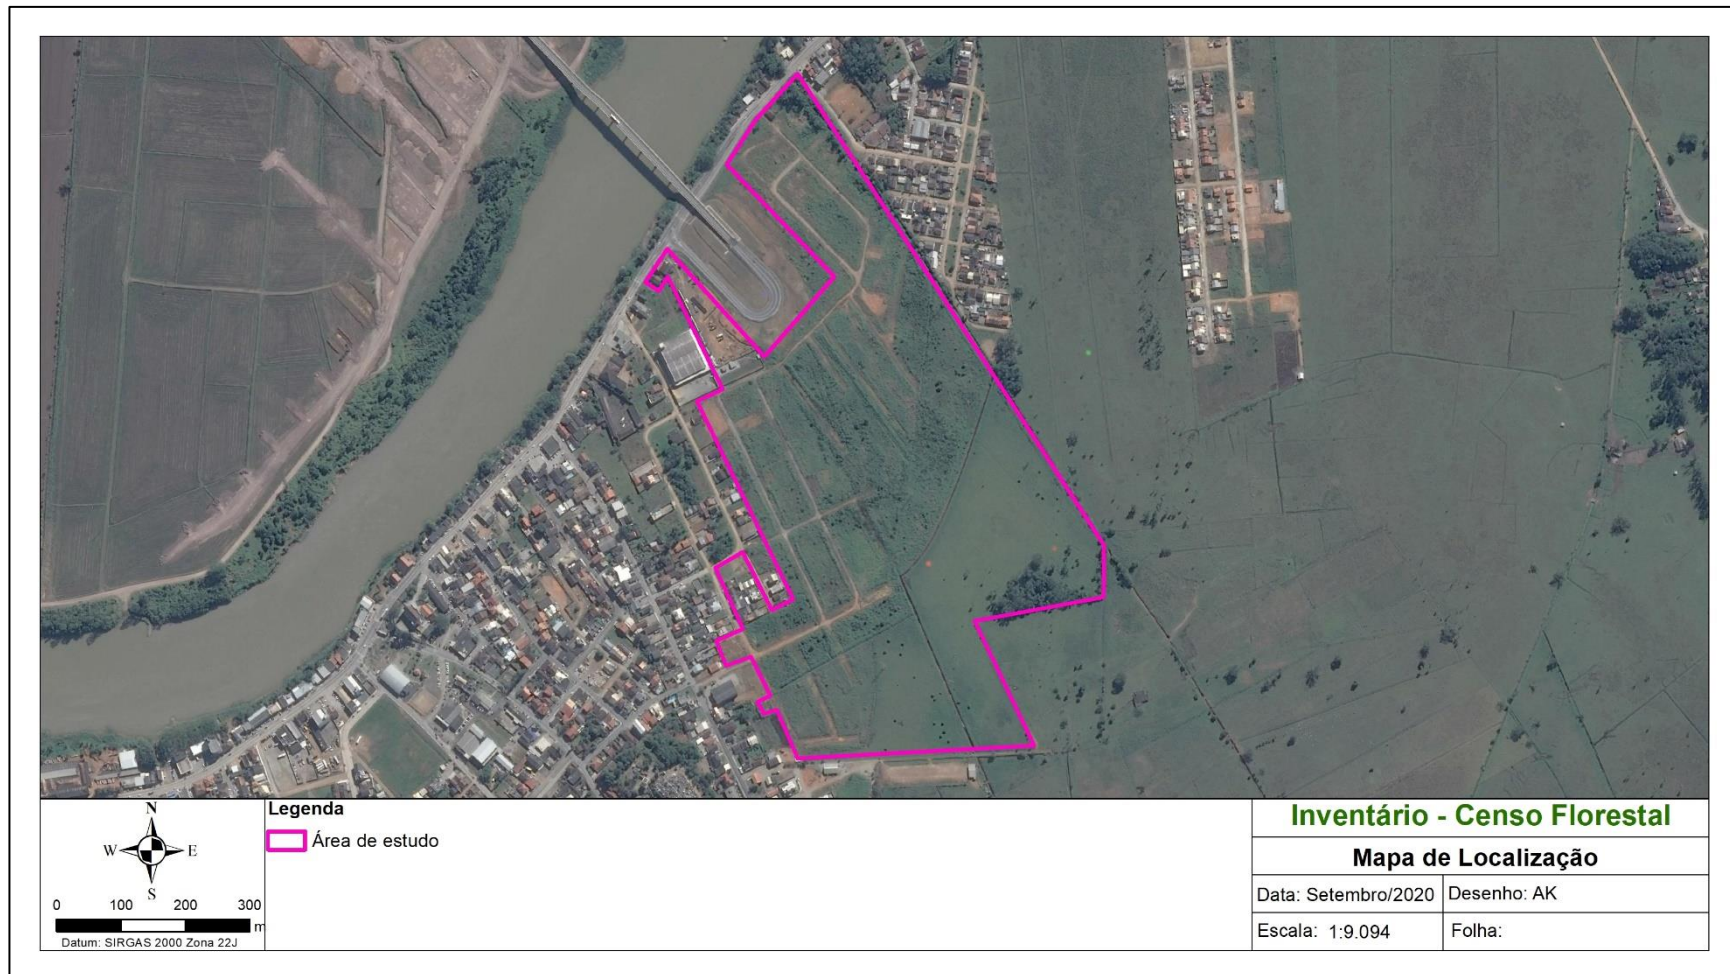 N
W E
S
0 100 200 300
m
Datum: SIRGAS 2000 Zona 22J
Legenda
Área de estudo
Inventário - Censo Florestal
Mapa de Localização
Data: Setembro/2020 Desenho: AK
Escala: 1:9.094 Folha: